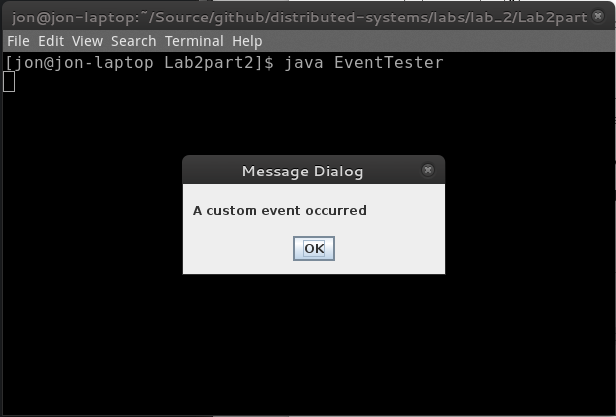 jon@jon-laptop:~/Source/github/distributed-systems/labs/lab_2/Lab2part
File Edit View Search Terminal Help
[jon@jon-laptop Lab2part2]$ java EventTester
Message Dialog
A custom event occurred
OK